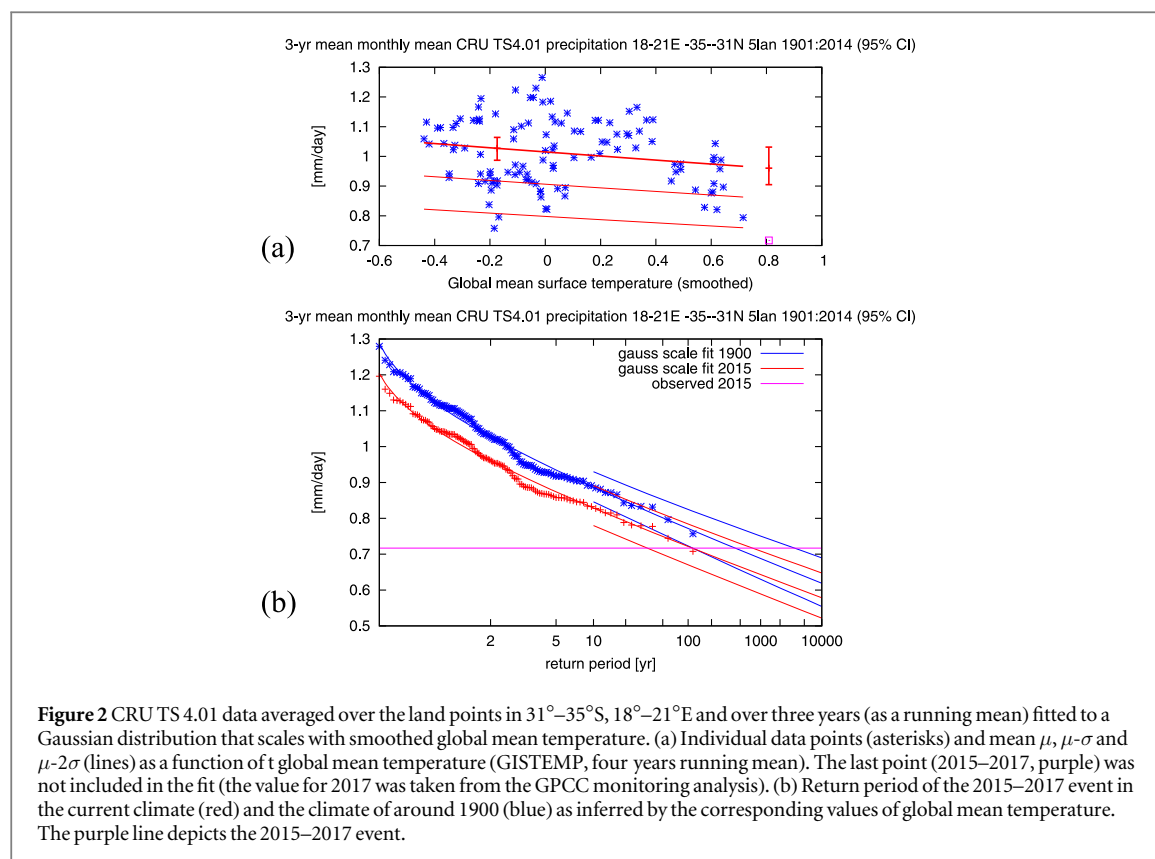 3-yr mean monthly mean CRU TS4.01 precipitation 18-21E -35--31N 5lan 1901:2014 (95% CI)
1.3
1.2
1.1
1
0.9
0.8
0.7
[mm/day]
(a)
-0.6 -0.4 -0.2 0 0.2 0.4 0.6 0.8 1
Global mean surface temperature (smoothed)
3-yr mean monthly mean CRU TS4.01 precipitation 18-21E -35--31N 5lan 1901:2014 (95% CI)
gauss scale fit 1900
gauss scale fit 2015
observed 2015
1.3
1.2
1.1
1
0.9
0.8
0.7
0.6
0.5
[mm/day]
(b)
2 5 10 100 1000 10000
return period [yr]
Figure 2 CRU TS 4.01 data averaged over the land points in 31°–35°S, 18°–21°E and over three years (as a running mean) fitted to a
Gaussian distribution that scales with smoothed global mean temperature. (a) Individual data points (asterisks) and mean μ, μ-σ and
μ-2σ (lines) as a function of t global mean temperature (GISTEMP, four years running mean). The last point (2015–2017, purple) was
not included in the fit (the value for 2017 was taken from the GPCC monitoring analysis). (b) Return period of the 2015–2017 event in
the current climate (red) and the climate of around 1900 (blue) as inferred by the corresponding values of global mean temperature.
The purple line depicts the 2015–2017 event.